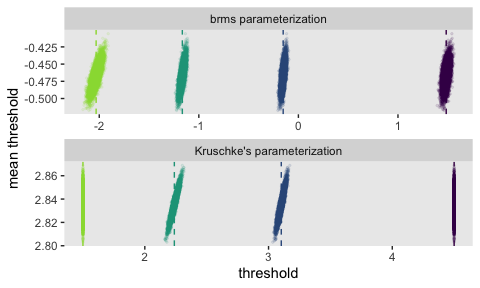 brms parameterization
-0.425
-0.450
-0.475
-0.500
-2 -1 0 1
mean threshold
Kruschke's parameterization
2.86
2.84
2.82
2.80
2 3 4
threshold